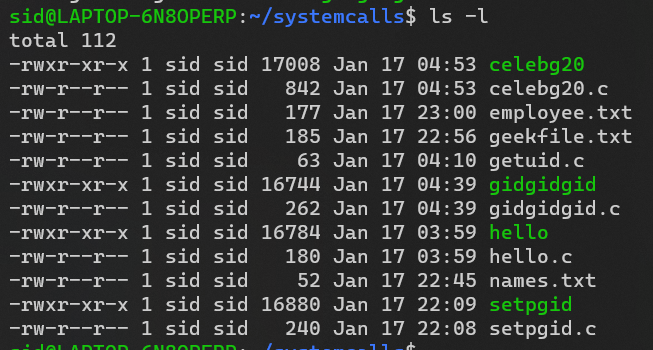 sid@LAPTOP-6N8OPERP:~/systemcalls$ ls -l
total 112
-rwxr-xr-x 1 sid sid 17008 Jan 17 04:53 celebg20
-rw-r--r-- 1 sid sid   842 Jan 17 04:53 celebg20.c
-rw-r--r-- 1 sid sid   177 Jan 17 23:00 employee.txt
-rw-r--r-- 1 sid sid   185 Jan 17 22:56 geekfile.txt
-rw-r--r-- 1 sid sid    63 Jan 17 04:10 getuid.c
-rwxr-xr-x 1 sid sid 16744 Jan 17 04:39 gidgidgid
-rw-r--r-- 1 sid sid   262 Jan 17 04:39 gidgidgid.c
-rwxr-xr-x 1 sid sid 16784 Jan 17 03:59 hello
-rw-r--r-- 1 sid sid   180 Jan 17 03:59 hello.c
-rw-r--r-- 1 sid sid    52 Jan 17 22:45 names.txt
-rwxr-xr-x 1 sid sid 16880 Jan 17 22:09 setpgid
-rw-r--r-- 1 sid sid   240 Jan 17 22:08 setpgid.c
sid@LAPTOP-6N8OPERP:~/systemcalls$